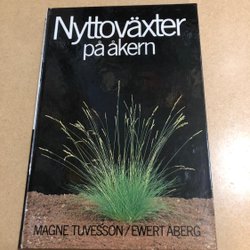 Nyttoväxter
på åkern
MAGNE TUVESSON/EWERT ÅBERG